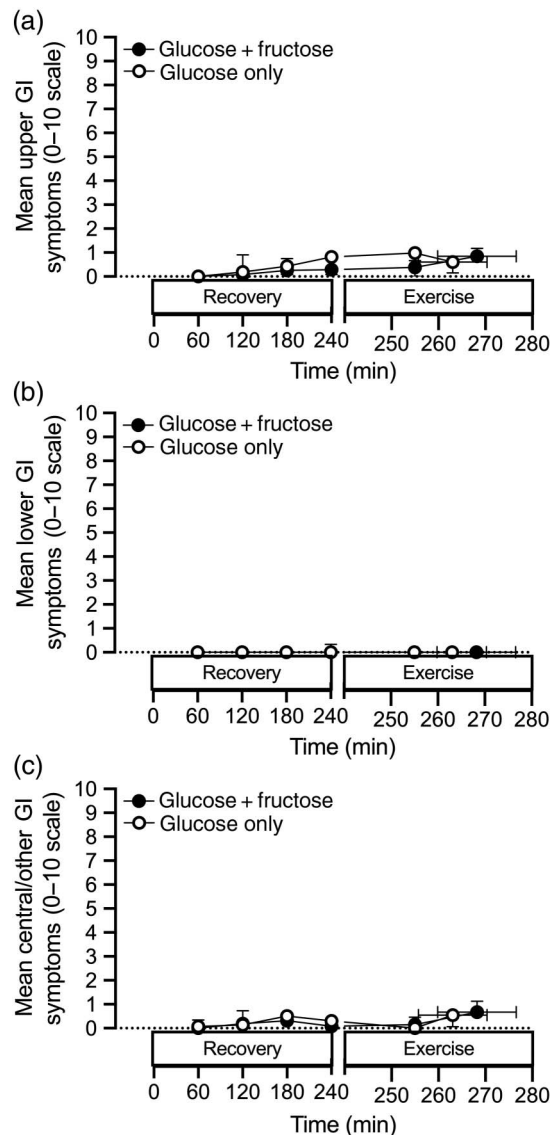 (a)
Mean upper GI
symptoms (0–10 scale)
10
9
8
7
6
5
4
3
2
1
0
Glucose + fructose
Glucose only
Recovery
Exercise
0 60 120 180 240 250 260 270 280
Time (min)
(b)
Mean lower GI
symptoms (0–10 scale)
10
9
8
7
6
5
4
3
2
1
0
Glucose + fructose
Glucose only
Recovery
Exercise
0 60 120 180 240 250 260 270 280
Time (min)
(c)
Mean central/other GI
symptoms (0–10 scale)
10
9
8
7
6
5
4
3
2
1
0
Glucose + fructose
Glucose only
Recovery
Exercise
0 60 120 180 240 250 260 270 280
Time (min)